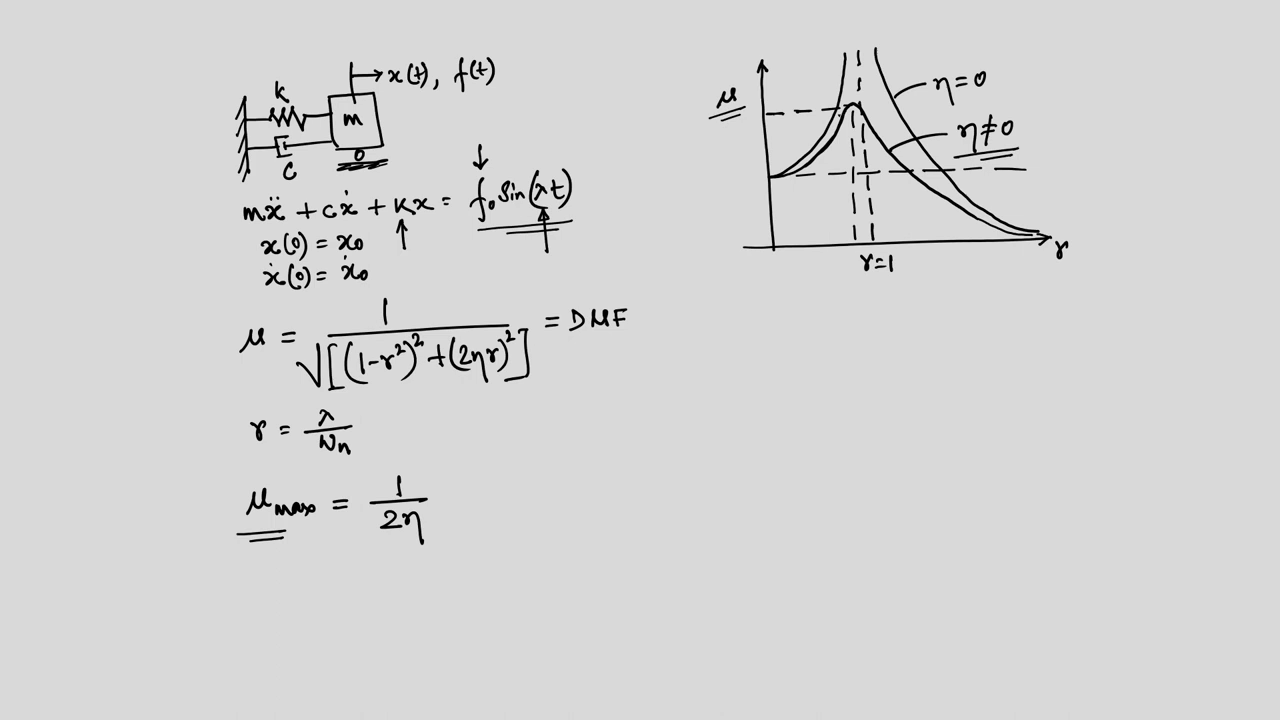 x(t), f(t)
k
m
c
0
mẍ + cẋ + kx = f₀ sin(λt)
x(0) = x₀
ẋ(0) = ẋ₀
μ = 1/√[(1-r²)² + (2ηr)²] = DMF
r = λ/ωₙ
μmax = 1/2η
μ
η=0
η≠0
r=1
r